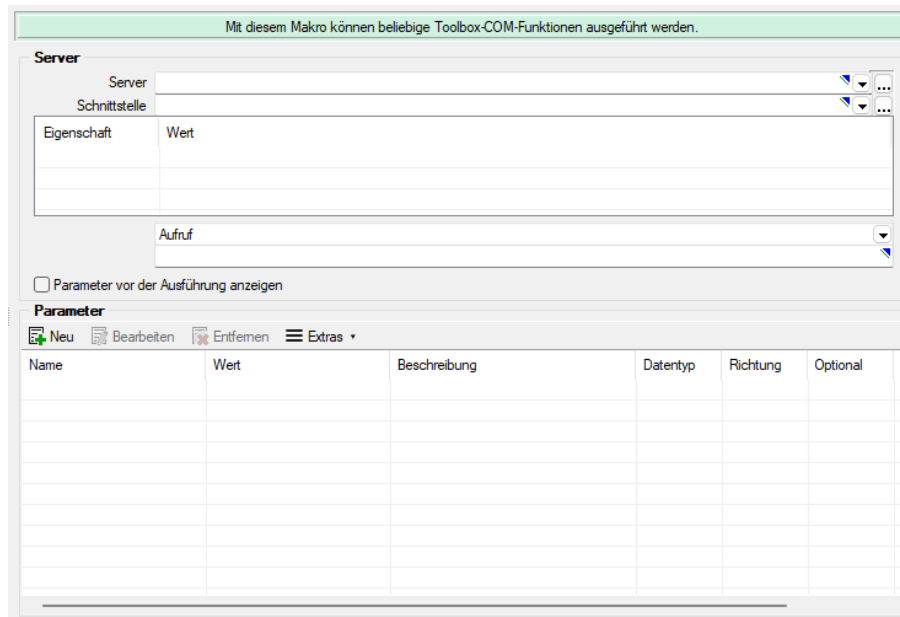 Mit diesem Makro können beliebige Toolbox-COM-Funktionen ausgeführt werden.
Server
Server
...
Schnittstelle
...
Eigenschaft Wert
Aufruf
Parameter vor der Ausführung anzeigen
Parameter
Neu Bearbeiten Entfernen Extras
Name Wert Beschreibung Datentyp Richtung Optional